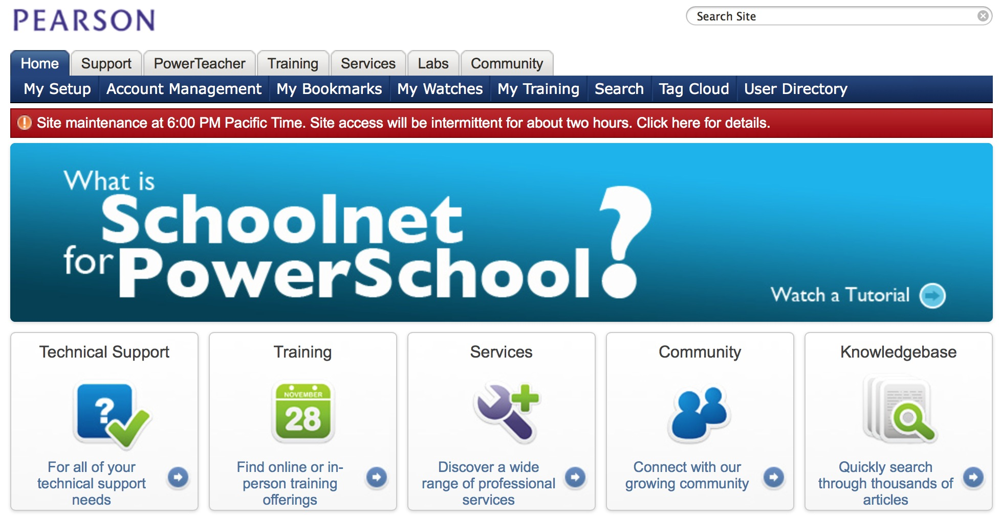 PEARSON
Search Site
Home Support PowerTeacher Training Services Labs Community
My Setup Account Management My Bookmarks My Watches My Training Search Tag Cloud User Directory
Site maintenance at 6:00 PM Pacific Time. Site access will be intermittent for about two hours. Click here for details.
What is
Schoolnet
for PowerSchool?
Watch a Tutorial
Technical Support
?
For all of your
technical support
needs
Training
NOVEMBER
28
Find online or in-
person training
offerings
Services
Discover a wide
range of professional
services
Community
Connect with our
growing community
Knowledgebase
Quickly search
through thousands of
articles